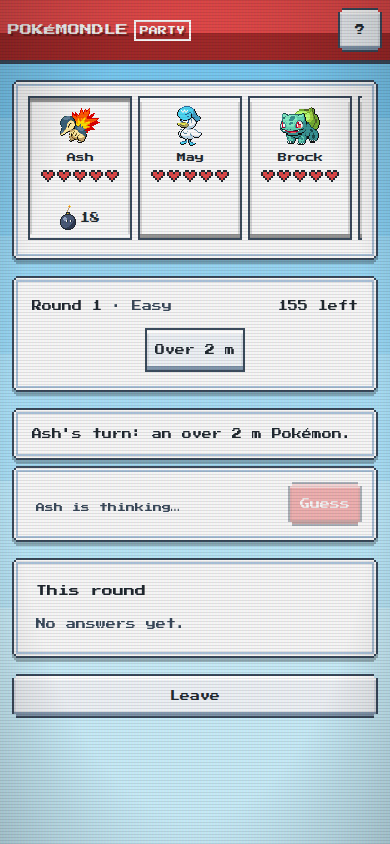 POKéMONDLE PARTY
?
Ash
May
Brock
18
Round 1 · Easy
155 left
Over 2 m
Ash's turn: an over 2 m Pokémon.
Ash is thinking…
Guess
This round
No answers yet.
Leave